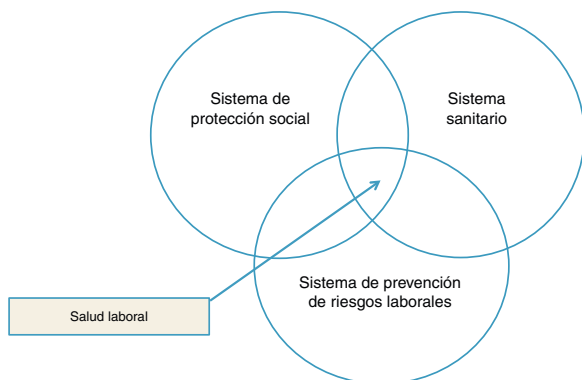 Sistema de
protección social
Sistema
sanitario
Sistema de prevención
de riesgos laborales
Salud laboral